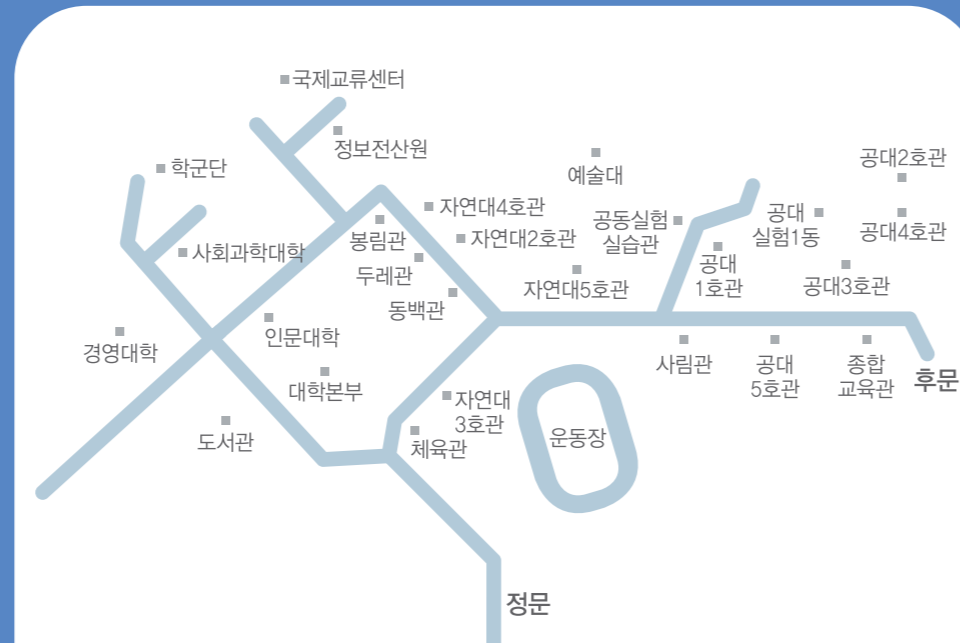 국제교류센터
정보전산원
학군단
예술대
공대2호관
자연대4호관
봉림관
자연대2호관
공동실험
실습관
공대
실험1동
공대4호관
사회과학대학
두레관
자연대5호관
공대
1호관
공대3호관
동백관
인문대학
경영대학
사림관
공대
5호관
종합
교육관
후문
대학본부
자연대
3호관
도서관
체육관
운동장
정문